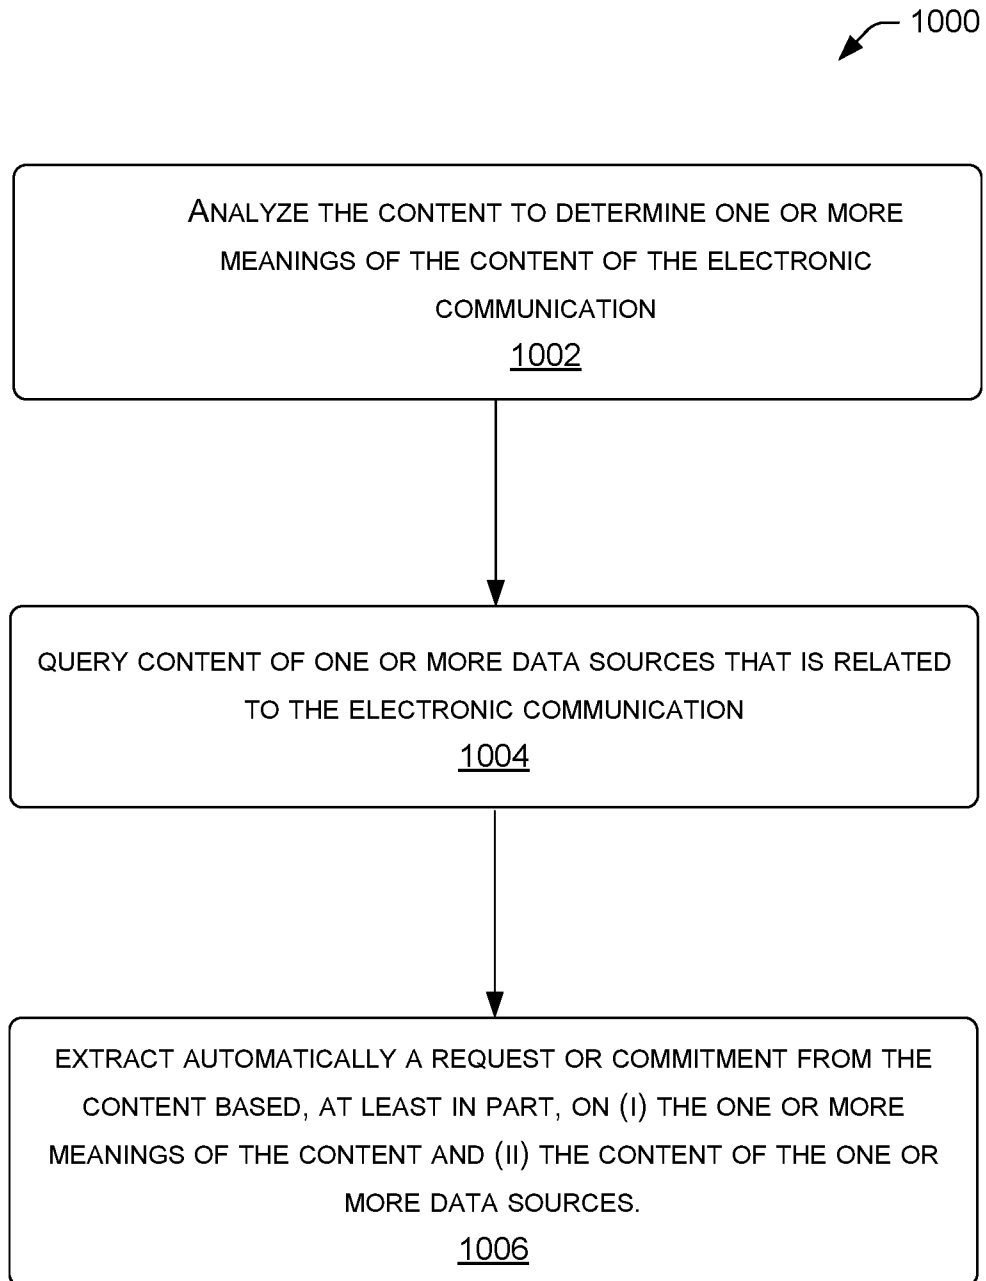 1000
ANALYZE THE CONTENT TO DETERMINE ONE OR MORE
MEANINGS OF THE CONTENT OF THE ELECTRONIC
COMMUNICATION
1002
QUERY CONTENT OF ONE OR MORE DATA SOURCES THAT IS RELATED
TO THE ELECTRONIC COMMUNICATION
1004
EXTRACT AUTOMATICALLY A REQUEST OR COMMITMENT FROM THE
CONTENT BASED, AT LEAST IN PART, ON (I) THE ONE OR MORE
MEANINGS OF THE CONTENT AND (II) THE CONTENT OF THE ONE OR
MORE DATA SOURCES.
1006